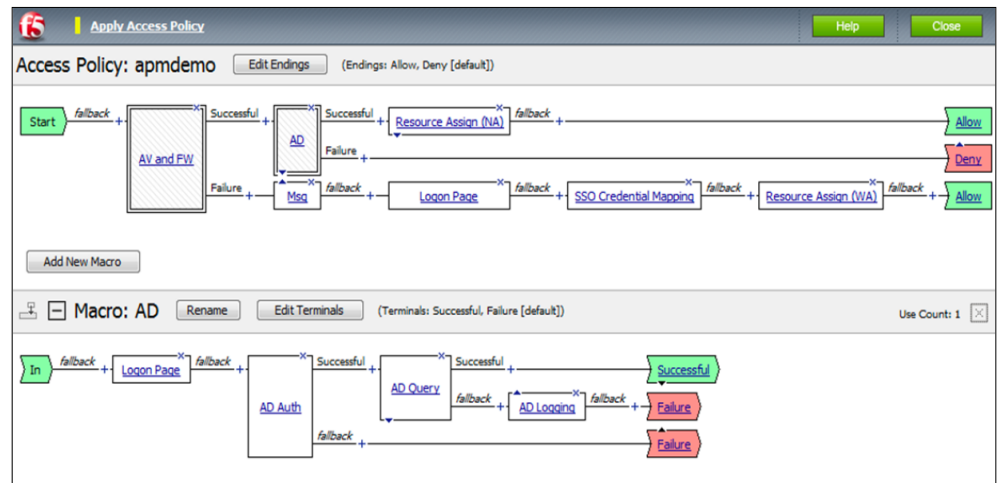 f5 Apply Access Policy Help Close
Access Policy: apmdemo Edit Endings (Endings: Allow, Deny [default])
Start fallback + AV and FW Successful + AD Successful + Resource Assign (NA) fallback + Allow
Failure + Deny
Failure + Msg fallback + Logon Page fallback + SSO Credential Mapping fallback + Resource Assign (WA) fallback + Allow
Add New Macro
Macro: AD Rename Edit Terminals (Terminals: Successful, Failure [default]) Use Count: 1
In fallback + Logon Page fallback + AD Auth Successful + AD Query Successful + Successful
fallback + AD Logging fallback + Failure
fallback + Failure